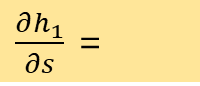 ∂h₁/∂s =